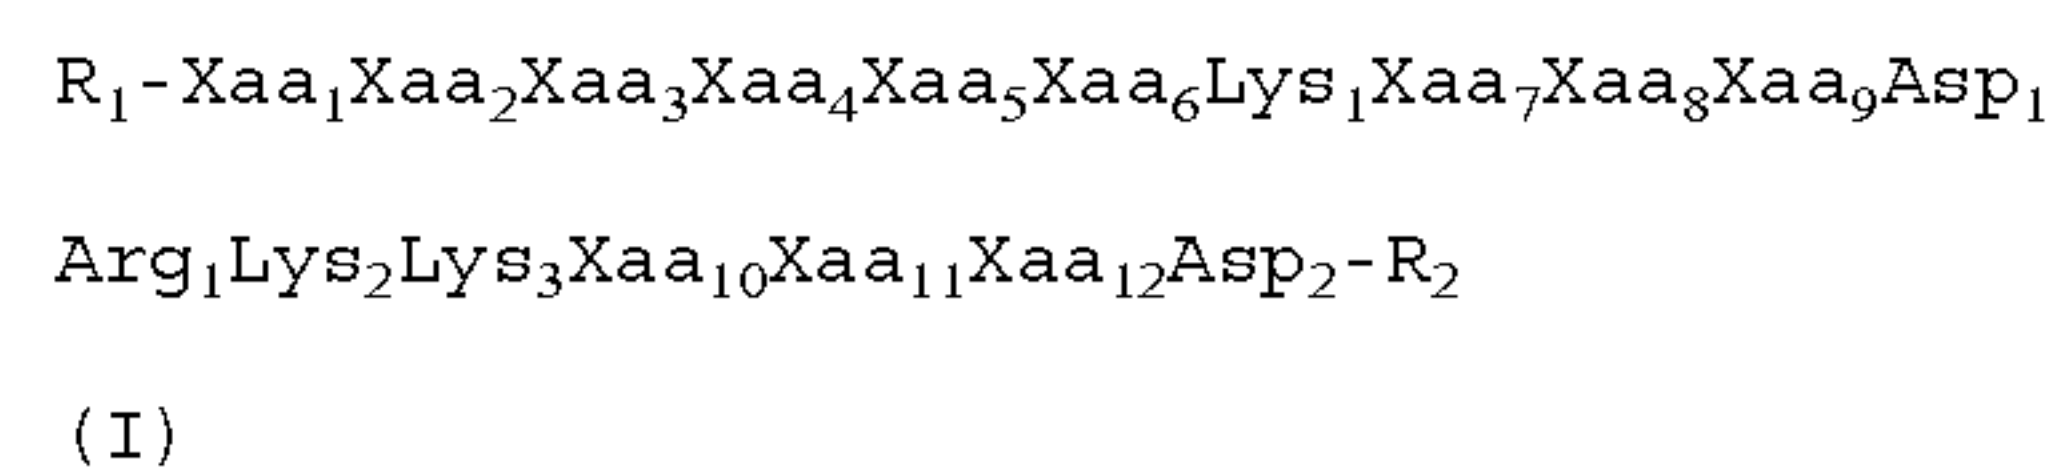 R₁-Xaa₁Xaa₂Xaa₃Xaa₄Xaa₅Xaa₆Lys₁Xaa₇Xaa₈Xaa₉Asp₁
Arg₁Lys₂Lys₃Xaa₁₀Xaa₁₁Xaa₁₂Asp₂-R₂
(I)